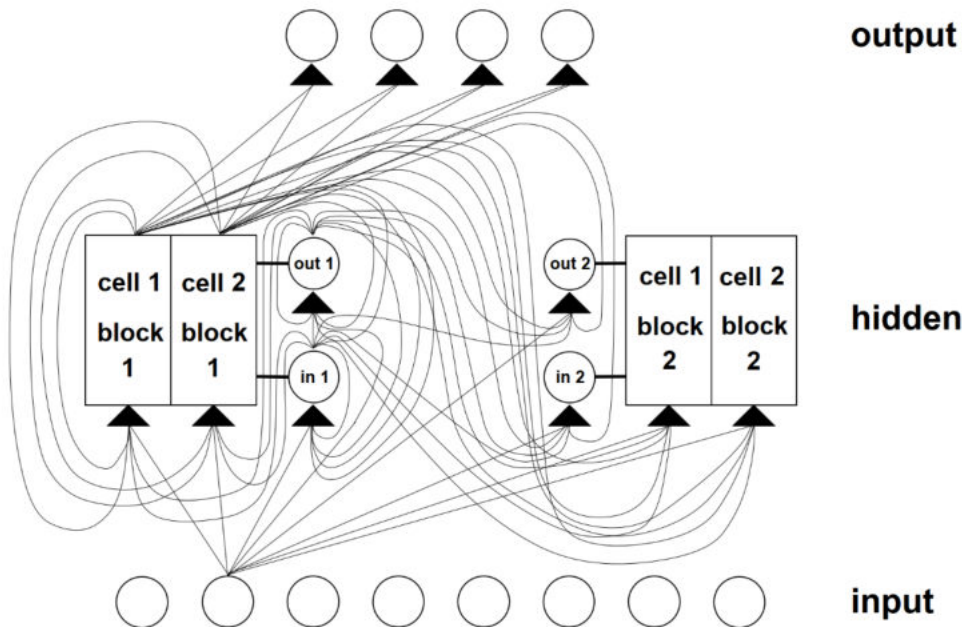 output
cell 1 cell 2
block block
1 1
out 1
in 1
out 2
in 2
cell 1 cell 2
block block
2 2
hidden
input